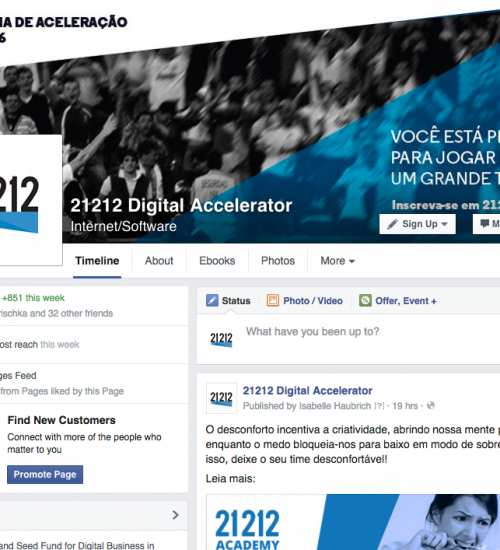 IA DE ACELERAÇÃO
6
VOCÊ ESTÁ
PARA JOGAR
UM GRANDE
Inscreva-se em
21212
21212 Digital Accelerator
Internet/Software
Sign Up
Timeline About Ebooks Photos More
+851 this week
rischka and 32 other friends
ost reach this week
ges Feed
from Pages liked by this Page
Find New Customers
Connect with more of the people who
matter to you
Promote Page
and Seed Fund for Digital Business in
Status Photo / Video Offer, Event +
21212 What have you been up to?
21212 21212 Digital Accelerator
Published by Isabelle Haubrich [?] · 19 hrs ·
O desconforto incentiva a criatividade, abrindo nossa mente p
enquanto o medo bloqueia-nos para baixo em modo de sobre
isso, deixe o seu time desconfortável!
Leia mais:
21212
ACADEMY